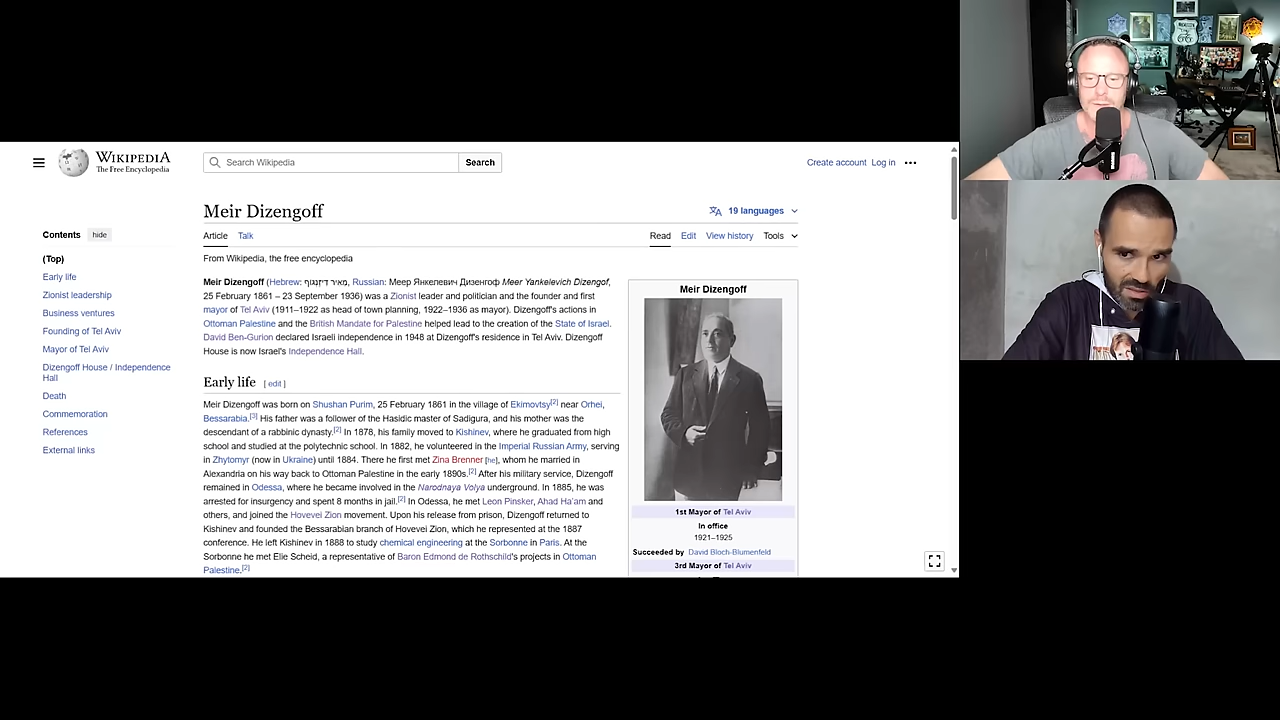 WIKIPEDIA
The Free Encyclopedia
Search Wikipedia
Search
Create account Log in
Meir Dizengoff
19 languages
Contents hide
Article Talk
Read Edit View history Tools
(Top)
From Wikipedia, the free encyclopedia
Early life
Zionist leadership
Business ventures
Founding of Tel Aviv
Mayor of Tel Aviv
Dizengoff House / Independence
Hall
Death
Commemoration
References
External links
Meir Dizengoff (Hebrew: מאיר דיזנגוף, Russian: Меер Янкелевич Дизенгоф Meer Yankelevich Dizengof,
25 February 1861 – 23 September 1936) was a Zionist leader and politician and the founder and first
mayor of Tel Aviv (1911–1922 as head of town planning, 1922–1936 as mayor). Dizengoff's actions in
Ottoman Palestine and the British Mandate for Palestine helped lead to the creation of the State of Israel.
David Ben-Gurion declared Israeli independence in 1948 at Dizengoff's residence in Tel Aviv. Dizengoff
House is now Israel's Independence Hall.
Early life [ edit ]
Meir Dizengoff was born on Shushan Purim, 25 February 1861 in the village of Ekimovtsy[2] near Orhei,
Bessarabia.[3] His father was a follower of the Hasidic master of Sadigura, and his mother was the
descendant of a rabbinic dynasty.[2] In 1878, his family moved to Kishinev, where he graduated from high
school and studied at the polytechnic school. In 1882, he volunteered in the Imperial Russian Army, serving
in Zhytomyr (now in Ukraine) until 1884. There he first met Zina Brenner [he], whom he married in
Alexandria on his way back to Ottoman Palestine in the early 1890s.[2] After his military service, Dizengoff
remained in Odessa, where he became involved in the Narodnaya Volya underground. In 1885, he was
arrested for insurgency and spent 8 months in jail.[2] In Odessa, he met Leon Pinsker, Ahad Ha'am and
others, and joined the Hovevei Zion movement. Upon his release from prison, Dizengoff returned to
Kishinev and founded the Bessarabian branch of Hovevei Zion, which he represented at the 1887
conference. He left Kishinev in 1888 to study chemical engineering at the Sorbonne in Paris. At the
Sorbonne he met Elie Scheid, a representative of Baron Edmond de Rothschild's projects in Ottoman
Palestine.[2]
Meir Dizengoff
1st Mayor of Tel Aviv
In office
1921–1925
Succeeded by David Bloch-Blumenfeld
3rd Mayor of Tel Aviv